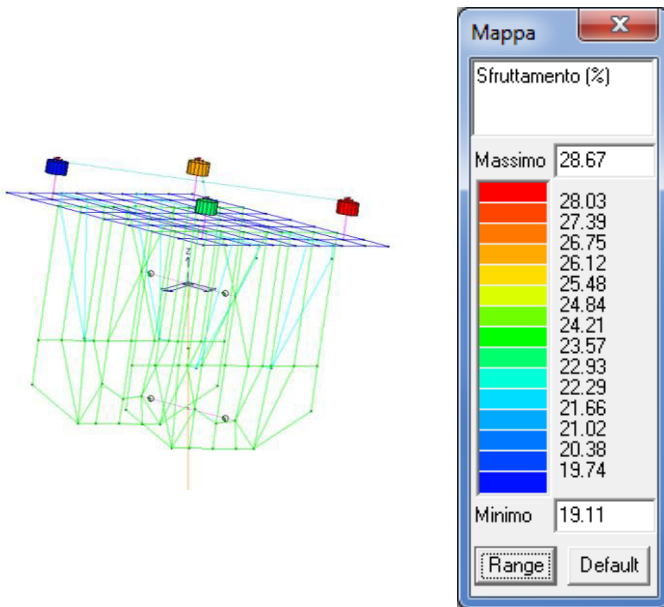 Mappa
Sfruttamento (%)
Massimo 28.67
28.03
27.39
26.75
26.12
25.48
24.84
24.21
23.57
22.93
22.29
21.66
21.02
20.38
19.74
Minimo 19.11
Range Default